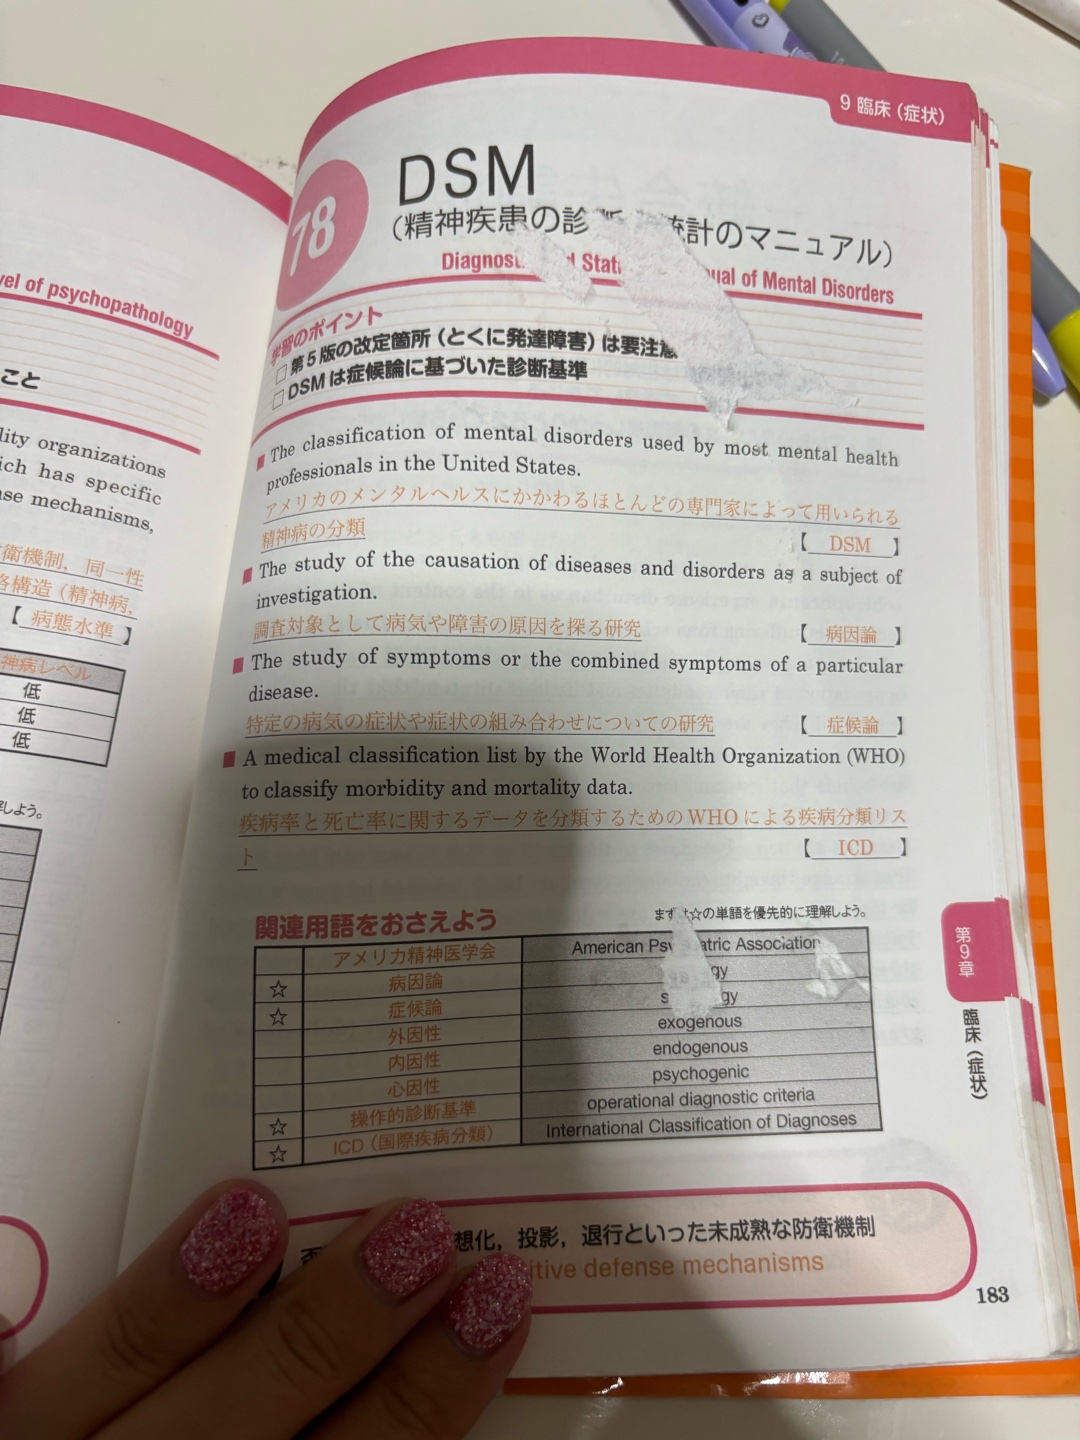 vel of psychopathology
こと
lity organizations
ich has specific
se mechanisms,
衛機制，同一性
格構造（精神病，
【 病態水準 】
神病レベル
低
低
低
しよう。
9 臨床（症状）
78
DSM
（精神疾患の診 統計のマニュアル）
of Mental Disorders
学習のポイント
□ 第5版の改定箇所（とくに発達障害）は要注意
□ DSMは症候論に基づいた診断基準
■ The classification of mental disorders used by most mental health
professionals in the United States.
アメリカのメンタルヘルスにかかわるほとんどの専門家によって用いられる
精神病の分類 【 DSM 】
■ The study of the causation of diseases and disorders as a subject of
investigation.
調査対象として病気や障害の原因を探る研究 【 病因論 】
■ The study of symptoms or the combined symptoms of a particular
disease.
特定の病気の症状や症状の組み合わせについての研究 【 症候論 】
■ A medical classification list by the World Health Organization (WHO)
to classify morbidity and mortality data.
疾病率と死亡率に関するデータを分類するためのWHOによる疾病分類リス
ト 【 ICD 】
関連用語をおさえよう まず ☆の単語を優先的に理解しよう。
アメリカ精神医学会 American Association
☆ 病因論
☆ 症候論
外因性 exogenous
内因性 endogenous
心因性 psychogenic
☆ 操作的診断基準 operational diagnostic criteria
☆ ICD（国際疾病分類） International Classification of Diagnoses
想化，投影，退行といった未成熟な防衛機制
defense mechanisms
第9章
臨床（症状）
183